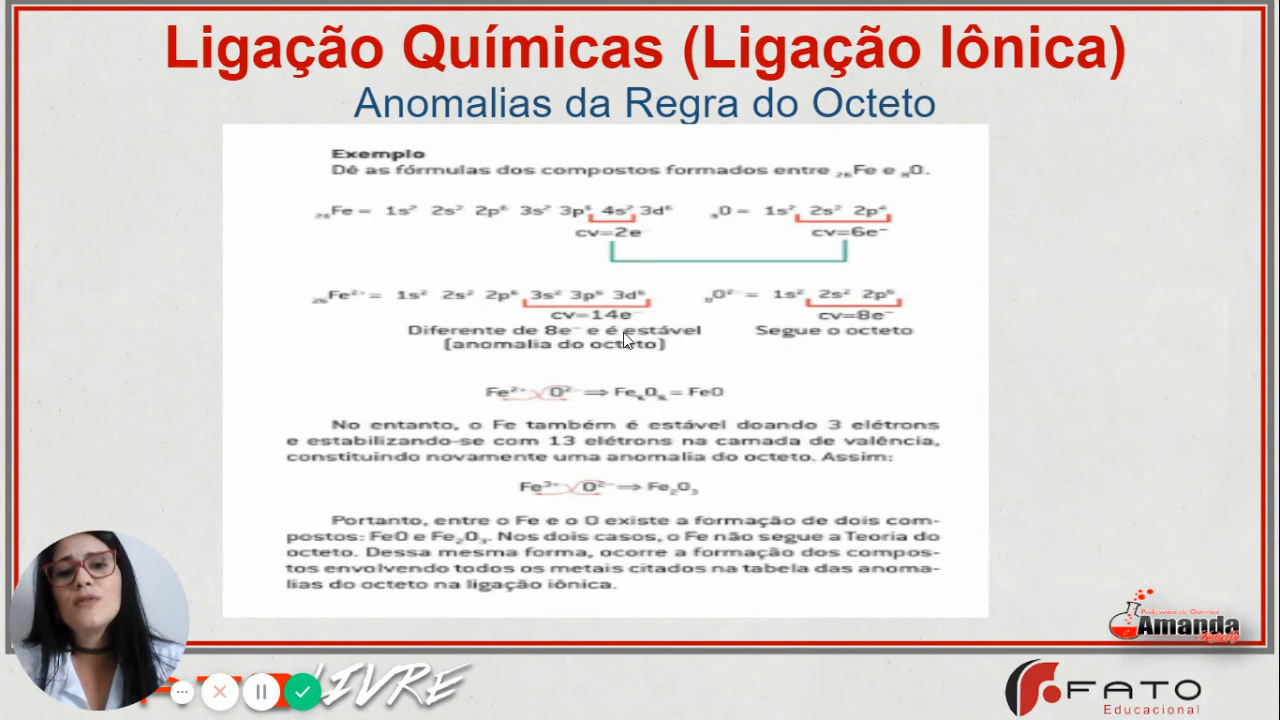 Ligação Químicas (Ligação Iônica)
Anomalias da Regra do Octeto
Exemplo
Dê as fórmulas dos compostos formados entre ₂₆Fe e ₈O.
₂₆Fe = 1s² 2s² 2p⁶ 3s² 3p⁶ 4s² 3d⁶ ₈O = 1s² 2s² 2p⁴
cv=2e⁻ cv=6e⁻
₂₆Fe²⁺ = 1s² 2s² 2p⁶ 3s² 3p⁶ 3d⁶ ₈O²⁻ = 1s² 2s² 2p⁶
cv=14e⁻ cv=8e⁻
Diferente de 8e⁻ e é estável Segue o octeto
(anomalia do octeto)
Fe²⁺ O²⁻ ⇒ Fe₂O₂ = FeO
No entanto, o Fe também é estável doando 3 elétrons
e estabilizando-se com 13 elétrons na camada de valência,
constituindo novamente uma anomalia do octeto. Assim:
Fe³⁺ O²⁻ ⇒ Fe₂O₃
Portanto, entre o Fe e o O existe a formação de dois com-
postos: FeO e Fe₂O₃. Nos dois casos, o Fe não segue a Teoria do
octeto. Dessa mesma forma, ocorre a formação dos compos-
tos envolvendo todos os metais citados na tabela das anoma-
lias do octeto na ligação iônica.
Professora de Química
Amanda
IVRE
FATO
Educacional